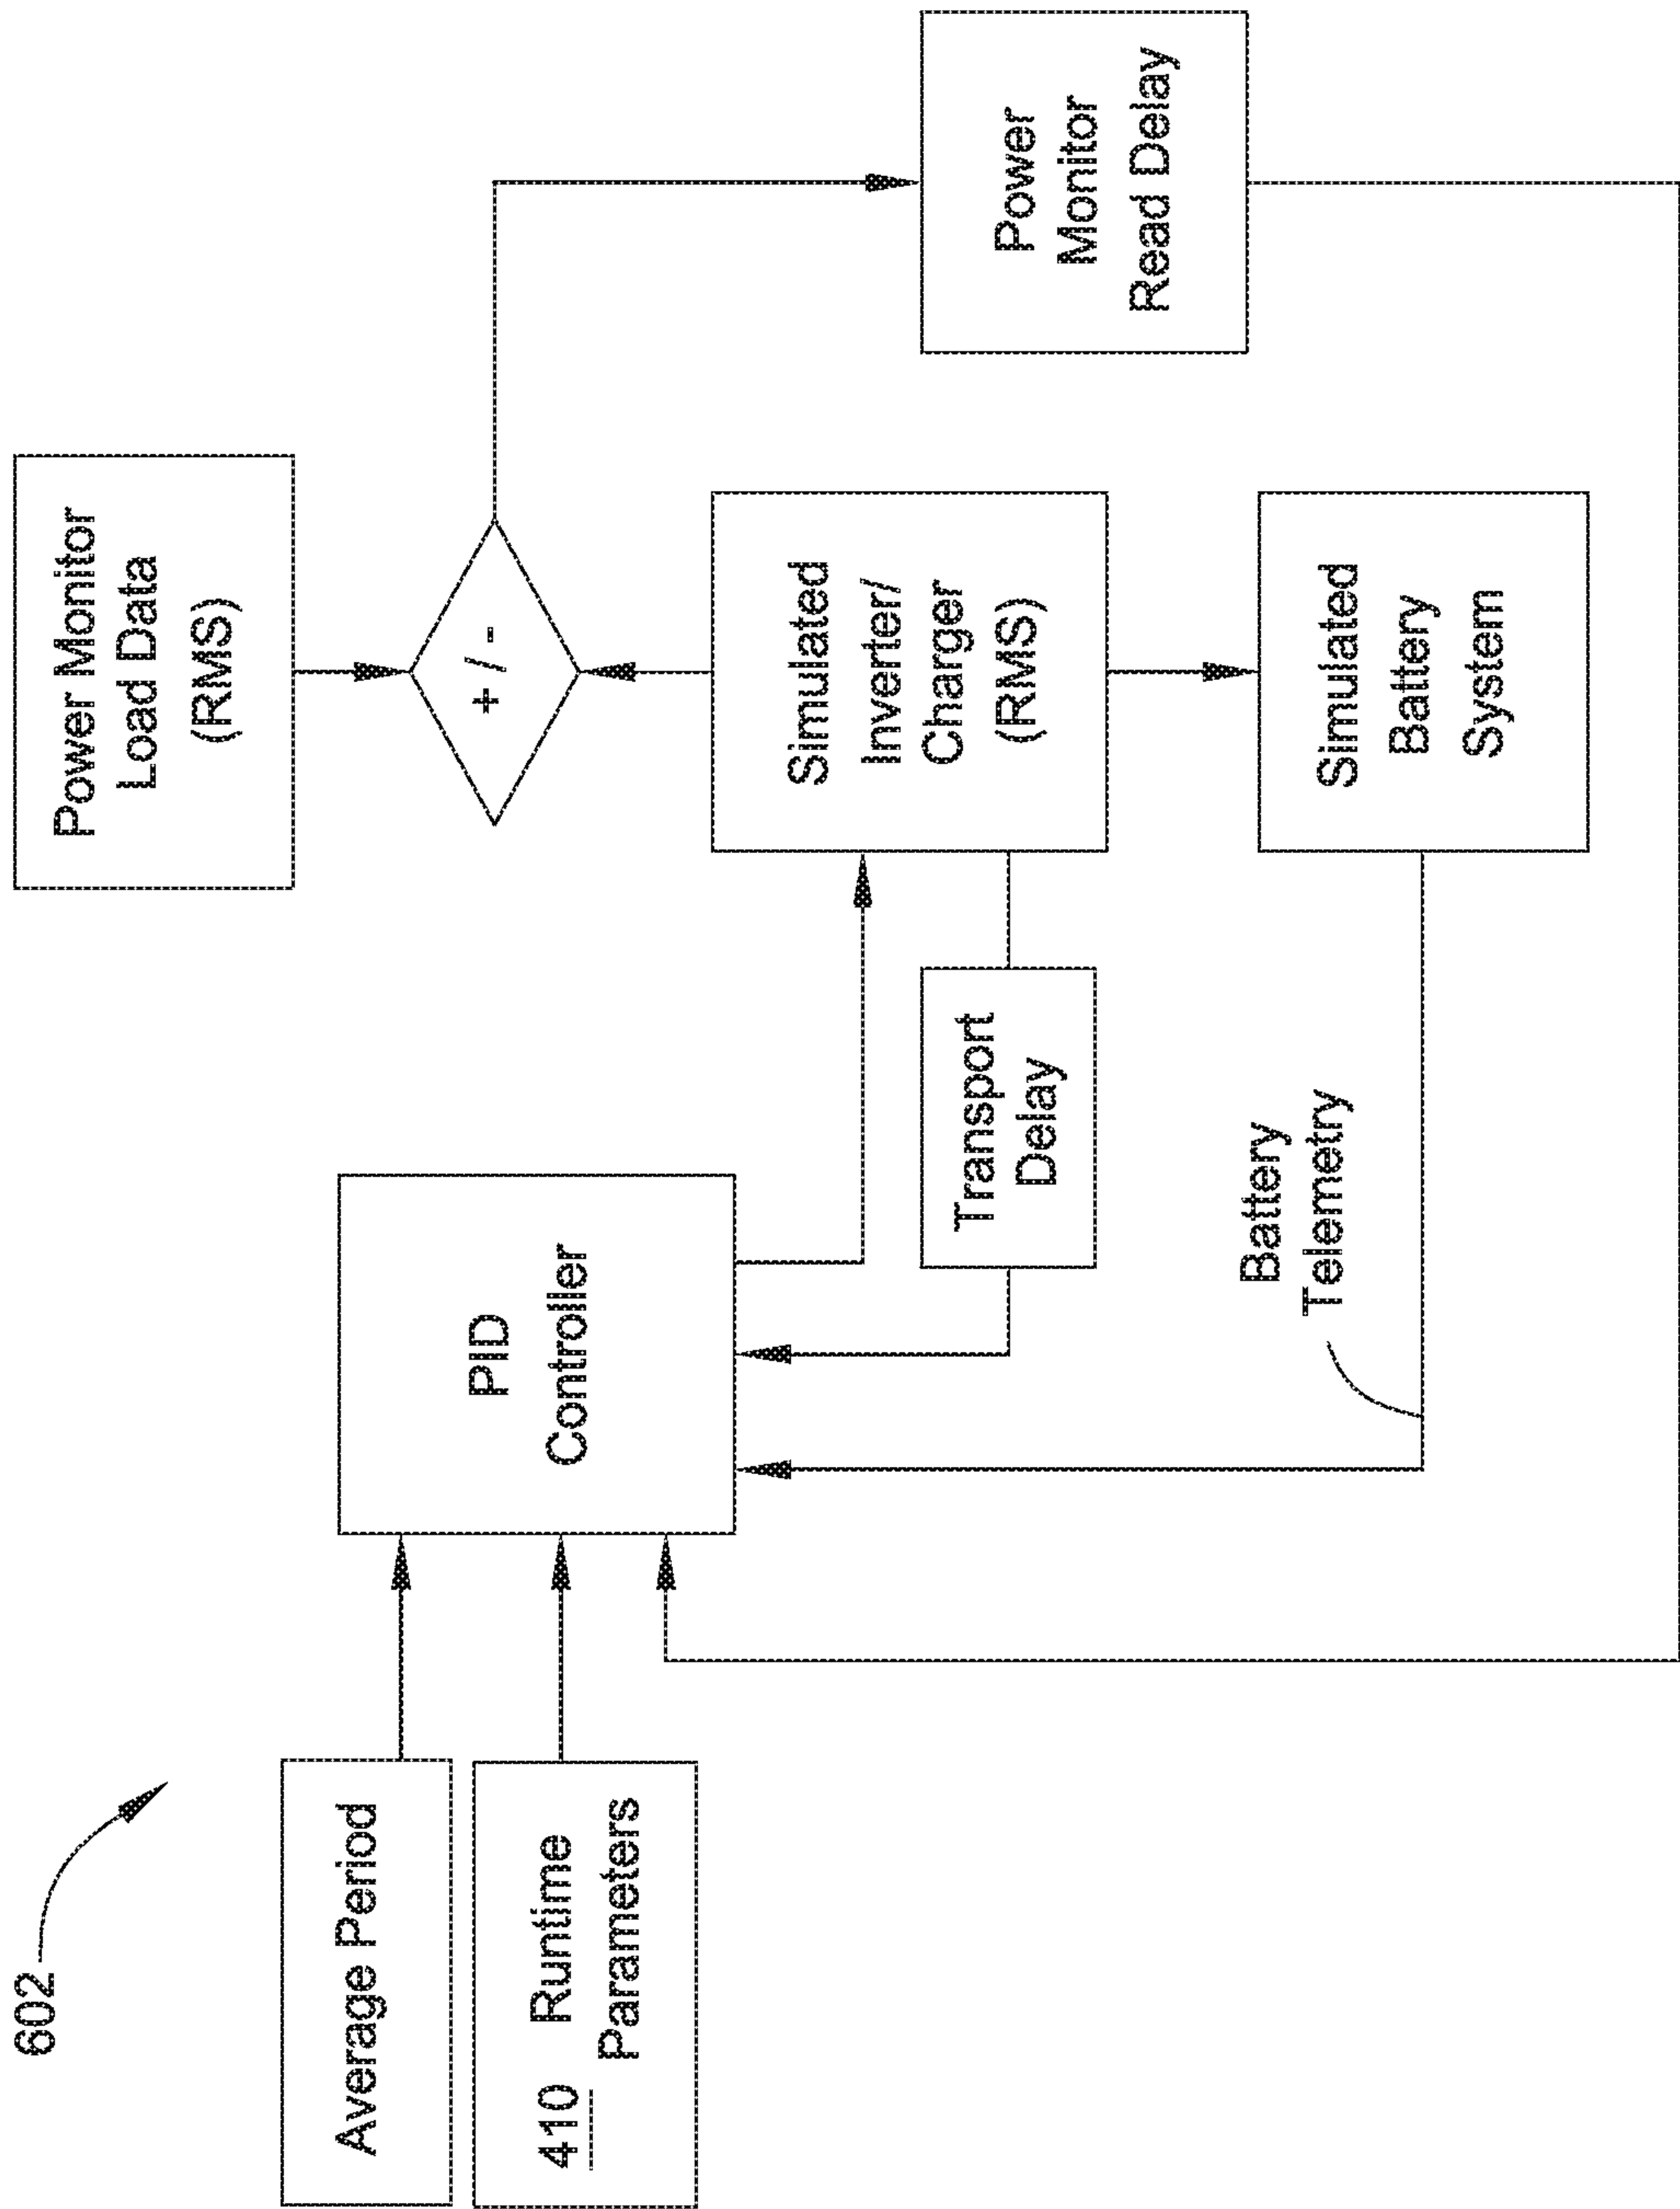 602
Average Period
410 Runtime
Parameters
PID
Controller
Transport
Delay
Battery
Telemetry
Power Monitor
Load Data
(RMS)
+ / -
Simulated
Inverter/
Charger
(RMS)
Simulated
Battery
System
Power
Monitor
Read Delay